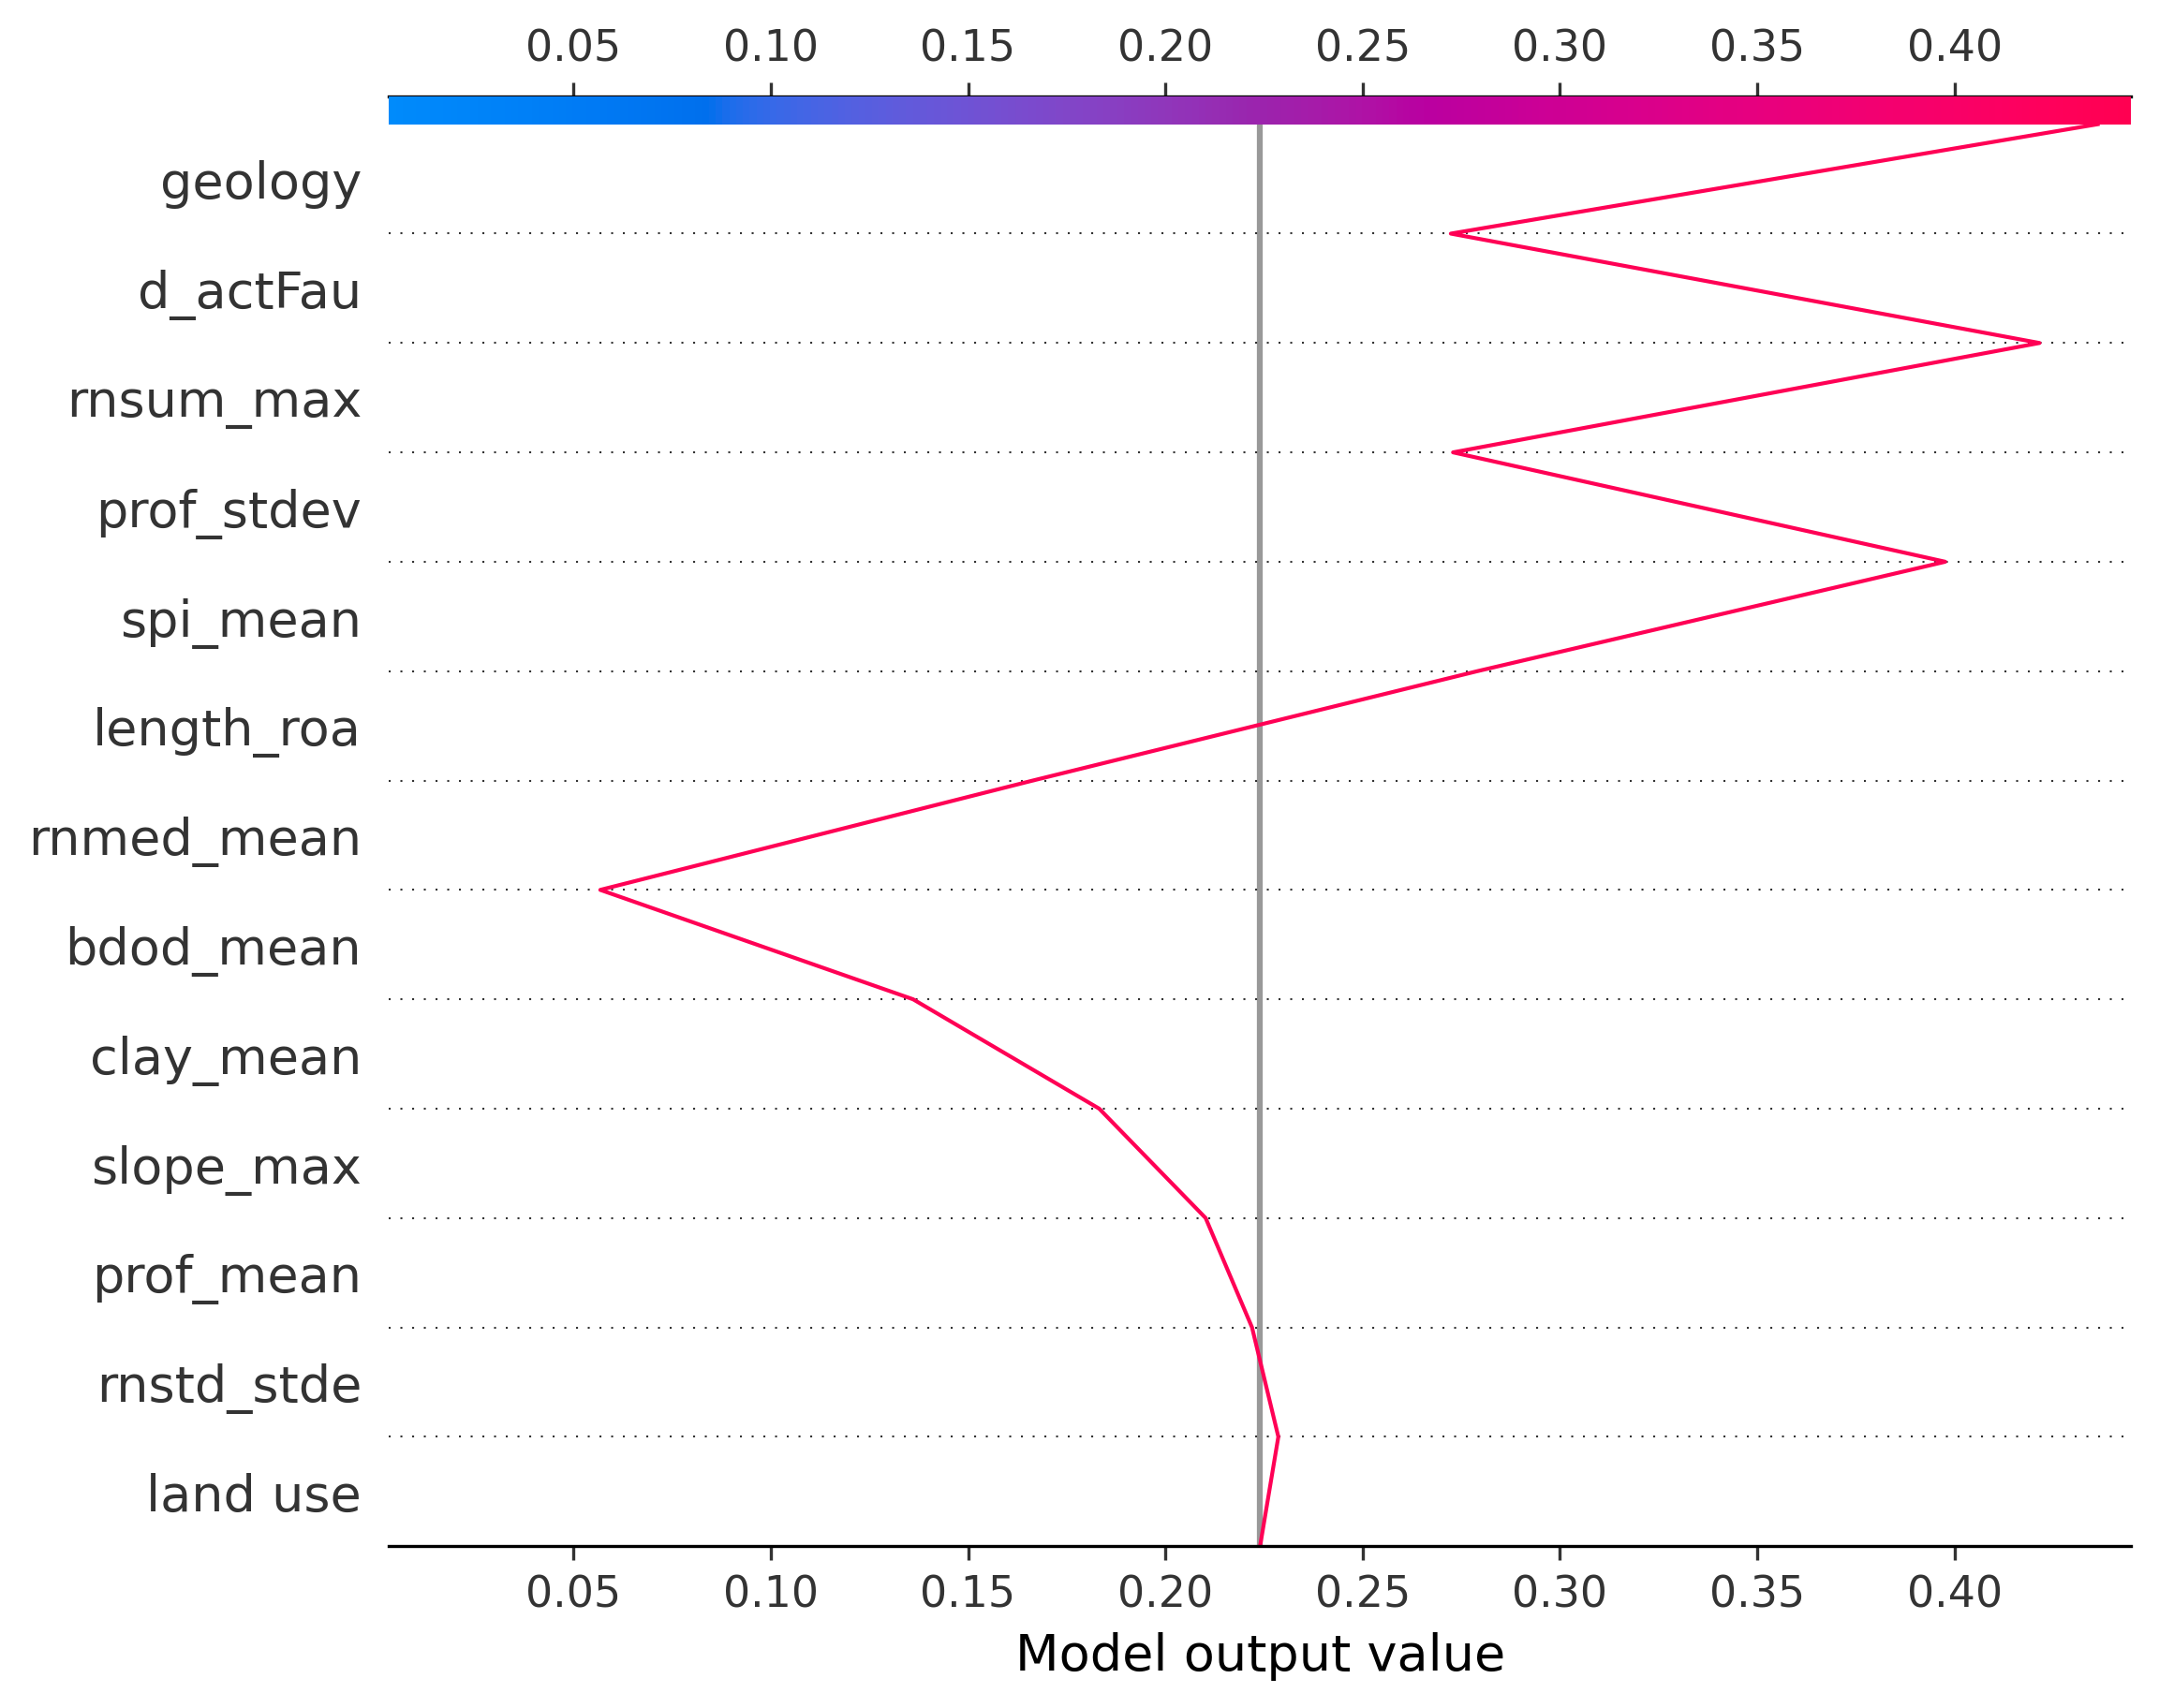 0.05 0.10 0.15 0.20 0.25 0.30 0.35 0.40
geology
d_actFau
rnsum_max
prof_stdev
spi_mean
length_roa
rnmed_mean
bdod_mean
clay_mean
slope_max
prof_mean
rnstd_stde
land use
0.05 0.10 0.15 0.20 0.25 0.30 0.35 0.40
Model output value